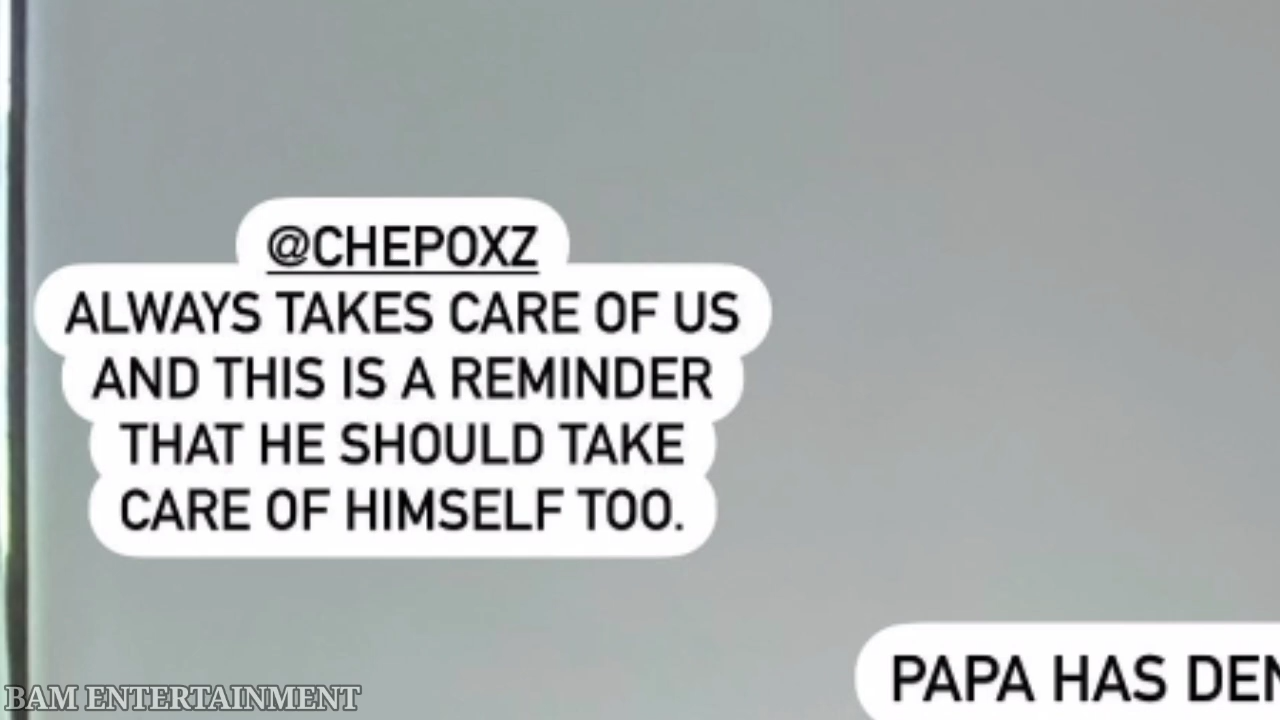 @CHEPOXZ
ALWAYS TAKES CARE OF US
AND THIS IS A REMINDER
THAT HE SHOULD TAKE
CARE OF HIMSELF TOO.
PAPA HAS
BAM ENTERTAINMENT